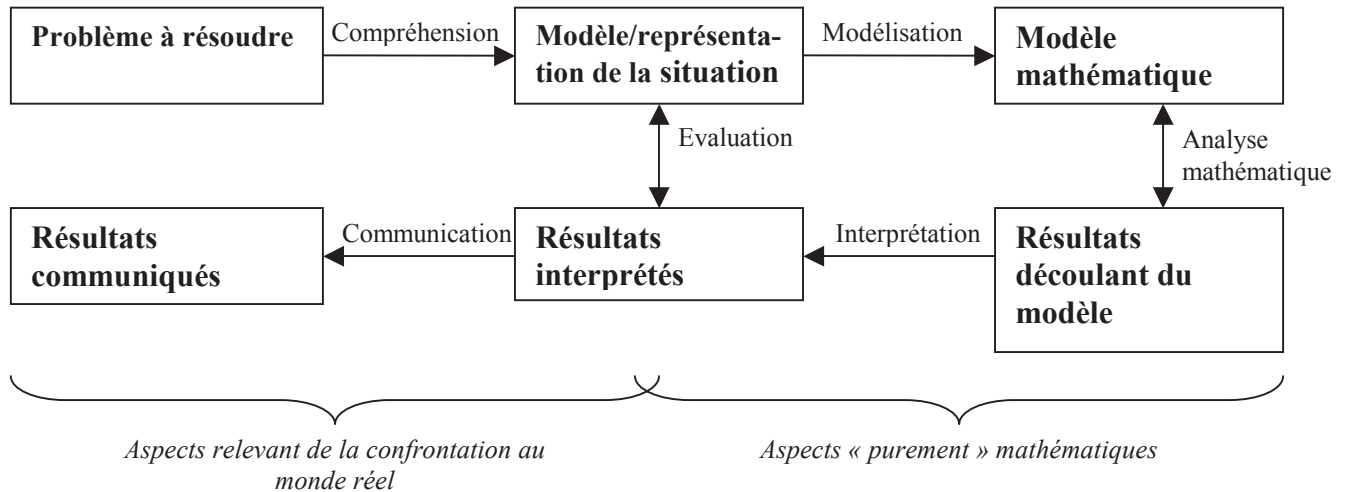 Problème à résoudre
Compréhension
Modèle/représenta-
tion de la situation
Modélisation
Modèle
mathématique
Evaluation
Analyse
mathématique
Résultats
communiqués
Communication
Résultats
interprétés
Interprétation
Résultats
découlant du
modèle
Aspects relevant de la confrontation au
monde réel
Aspects « purement » mathématiques